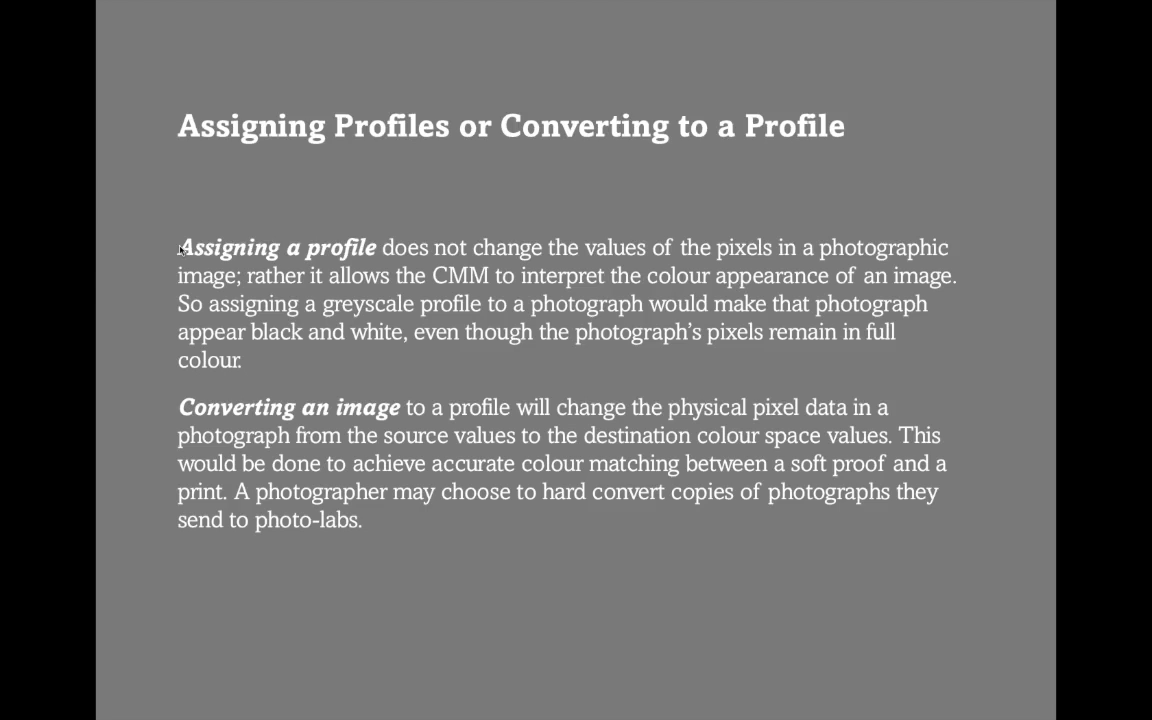 Assigning Profiles or Converting to a Profile
Assigning a profile does not change the values of the pixels in a photographic
image; rather it allows the CMM to interpret the colour appearance of an image.
So assigning a greyscale profile to a photograph would make that photograph
appear black and white, even though the photograph’s pixels remain in full
colour.
Converting an image to a profile will change the physical pixel data in a
photograph from the source values to the destination colour space values. This
would be done to achieve accurate colour matching between a soft proof and a
print. A photographer may choose to hard convert copies of photographs they
send to photo-labs.